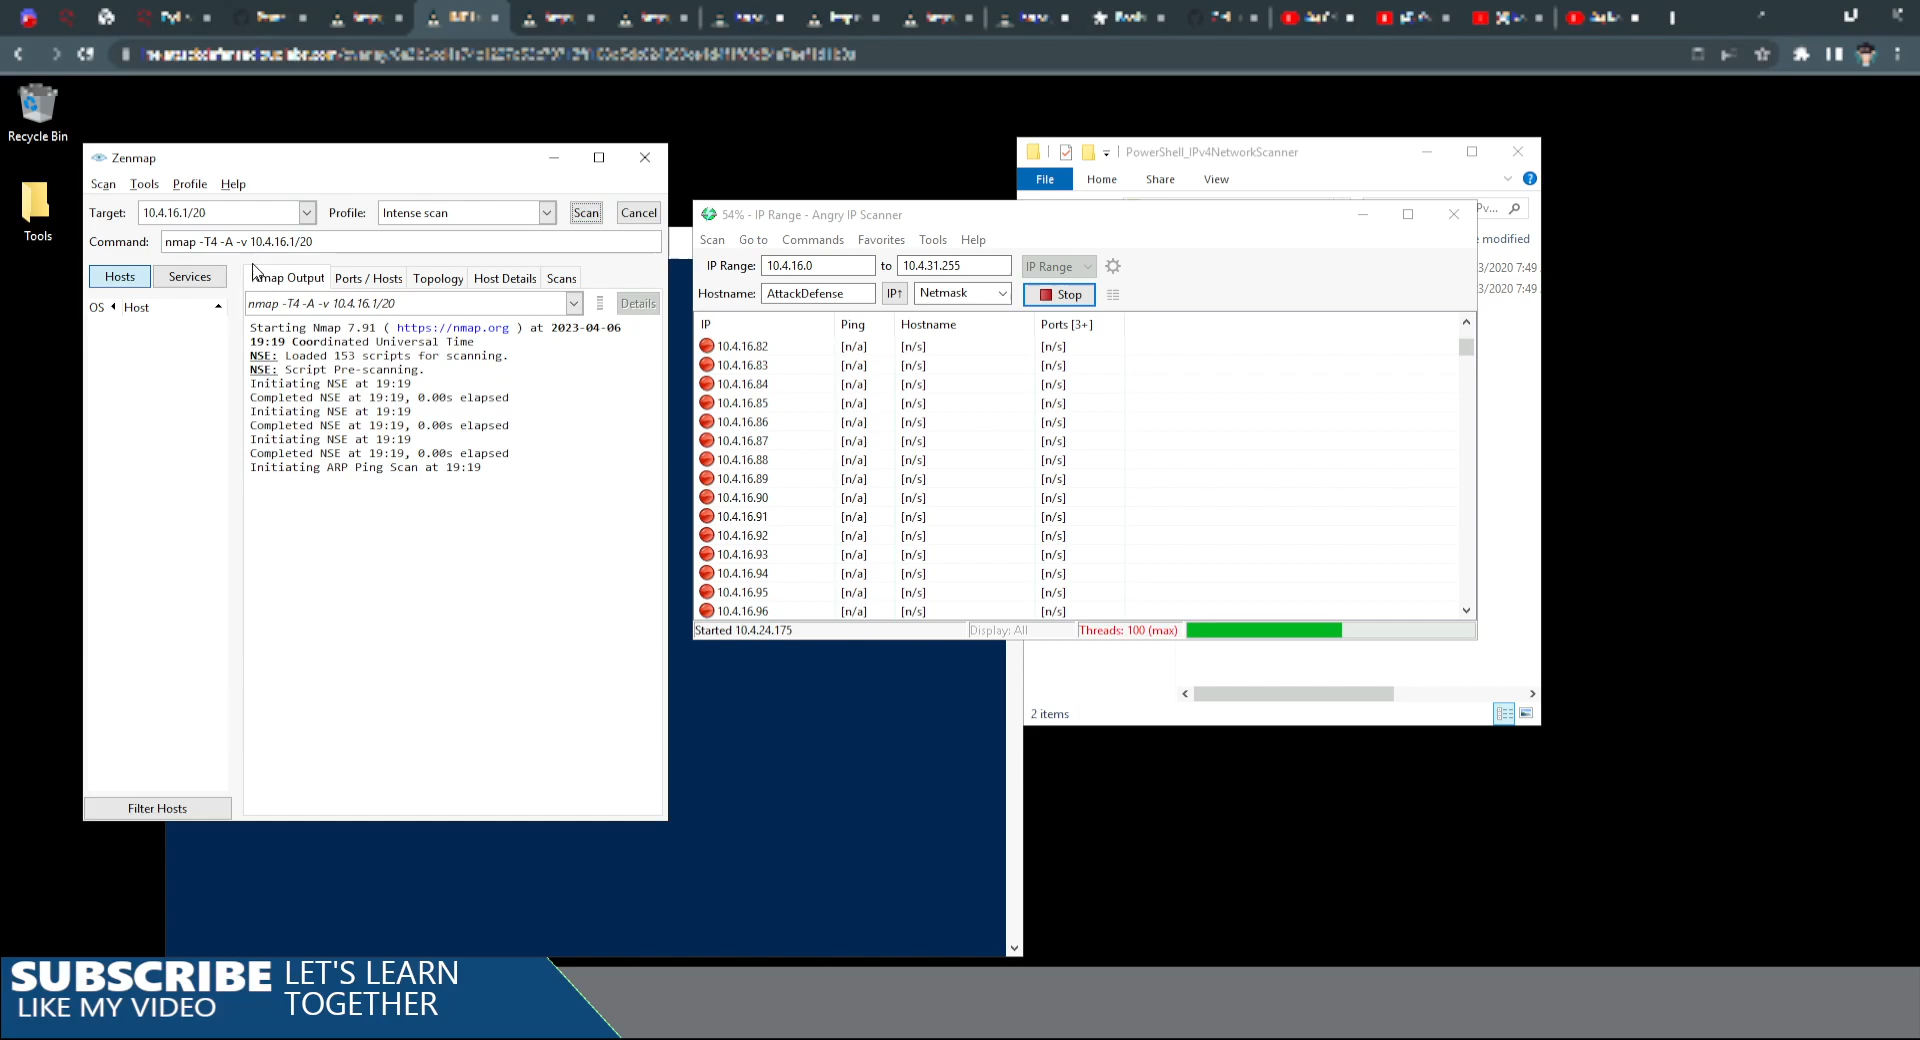 Recycle Bin
Tools
Zenmap
Scan Tools Profile Help
Target: 10.4.16.1/20 Profile: Intense scan Scan Cancel
Command: nmap -T4 -A -v 10.4.16.1/20
Hosts Services
OS Host
Output Ports / Hosts Topology Host Details Scans
nmap -T4 -A -v 10.4.16.1/20 Details
Starting Nmap 7.91 ( https://nmap.org ) at 2023-04-06
19:19 Coordinated Universal Time
NSE: Loaded 153 scripts for scanning.
NSE: Script Pre-scanning.
Initiating NSE at 19:19
Completed NSE at 19:19, 0.00s elapsed
Initiating NSE at 19:19
Completed NSE at 19:19, 0.00s elapsed
Initiating NSE at 19:19
Completed NSE at 19:19, 0.00s elapsed
Initiating ARP Ping Scan at 19:19
Filter Hosts
PowerShell_IPv4NetworkScanner
File Home Share View
modified
3/2020 7:49
3/2020 7:49
2 items
54% - IP Range - Angry IP Scanner
Scan Go to Commands Favorites Tools Help
IP Range: 10.4.16.0 to 10.4.31.255 IP Range
Hostname: AttackDefense IP↑ Netmask Stop
IP Ping Hostname Ports [3+]
10.4.16.82 [n/a] [n/s] [n/s]
10.4.16.83 [n/a] [n/s] [n/s]
10.4.16.84 [n/a] [n/s] [n/s]
10.4.16.85 [n/a] [n/s] [n/s]
10.4.16.86 [n/a] [n/s] [n/s]
10.4.16.87 [n/a] [n/s] [n/s]
10.4.16.88 [n/a] [n/s] [n/s]
10.4.16.89 [n/a] [n/s] [n/s]
10.4.16.90 [n/a] [n/s] [n/s]
10.4.16.91 [n/a] [n/s] [n/s]
10.4.16.92 [n/a] [n/s] [n/s]
10.4.16.93 [n/a] [n/s] [n/s]
10.4.16.94 [n/a] [n/s] [n/s]
10.4.16.95 [n/a] [n/s] [n/s]
10.4.16.96 [n/a] [n/s] [n/s]
Started 10.4.24.175 Display: All Threads: 100 (max)
SUBSCRIBE
LIKE MY VIDEO
LET'S LEARN
TOGETHER